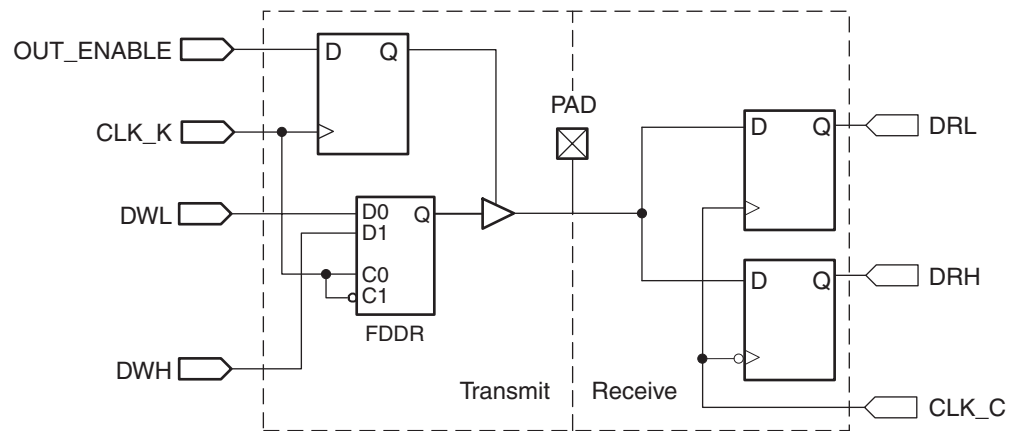 OUT_ENABLE
D Q
CLK_K
PAD
D Q
DRL
DWL
D0 Q
D1
C0
C1
FDDR
D Q
DRH
DWH
Transmit
Receive
CLK_C